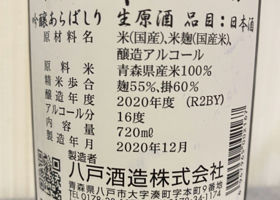 吟醸あらばしり 生原酒 品目:日本酒
原材料名 米(国産)、米麹(国産米)、
醸造アルコール
原料米 青森県産米100%
精米歩合 麹55%、掛60%
醸造年度 2020年度 (R2BY)
アルコール分 16度
内容量 720ml
製造年月 2020年12月
製造者
八戸酒造株式会社
青森県八戸市大字湊町字本町9番地